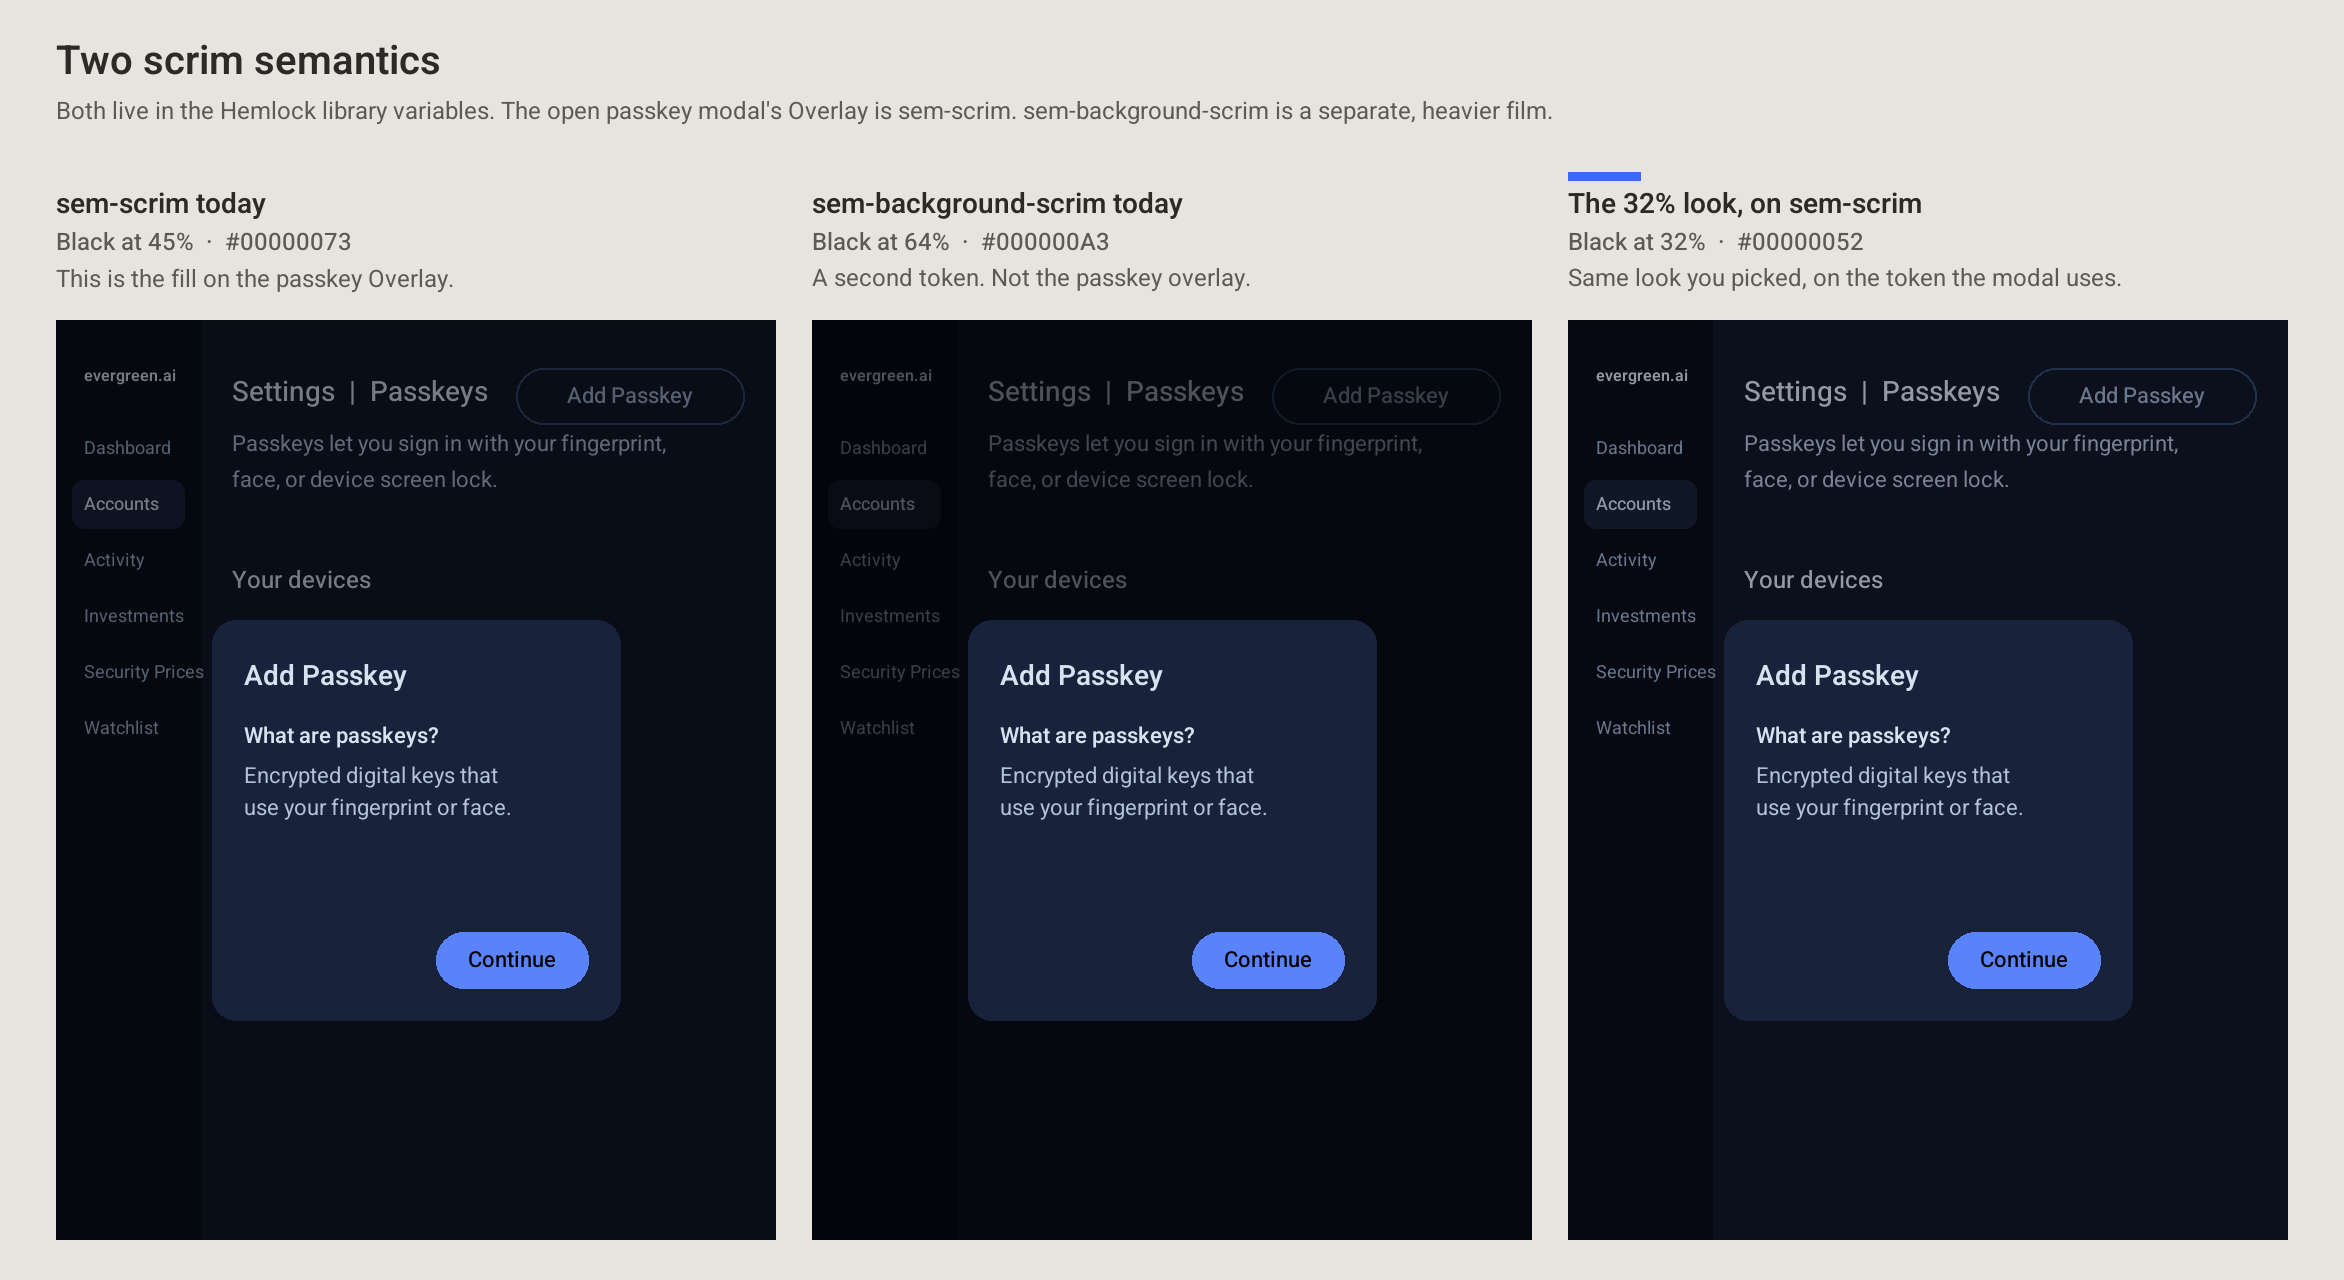 Two scrim semantics
Both live in the Hemlock library variables. The open passkey modal's Overlay is sem-scrim. sem-background-scrim is a separate, heavier film.
sem-scrim today
Black at 45% · #00000073
This is the fill on the passkey Overlay.
evergreen.ai
Settings | Passkeys
Add Passkey
Passkeys let you sign in with your fingerprint,
face, or device screen lock.
Dashboard
Accounts
Activity
Investments
Security Prices
Watchlist
Your devices
Add Passkey
What are passkeys?
Encrypted digital keys that
use your fingerprint or face.
Continue
sem-background-scrim today
Black at 64% · #000000A3
A second token. Not the passkey overlay.
evergreen.ai
Settings | Passkeys
Add Passkey
Passkeys let you sign in with your fingerprint,
face, or device screen lock.
Dashboard
Accounts
Activity
Investments
Security Prices
Watchlist
Your devices
Add Passkey
What are passkeys?
Encrypted digital keys that
use your fingerprint or face.
Continue
The 32% look, on sem-scrim
Black at 32% · #00000052
Same look you picked, on the token the modal uses.
evergreen.ai
Settings | Passkeys
Add Passkey
Passkeys let you sign in with your fingerprint,
face, or device screen lock.
Dashboard
Accounts
Activity
Investments
Security Prices
Watchlist
Your devices
Add Passkey
What are passkeys?
Encrypted digital keys that
use your fingerprint or face.
Continue